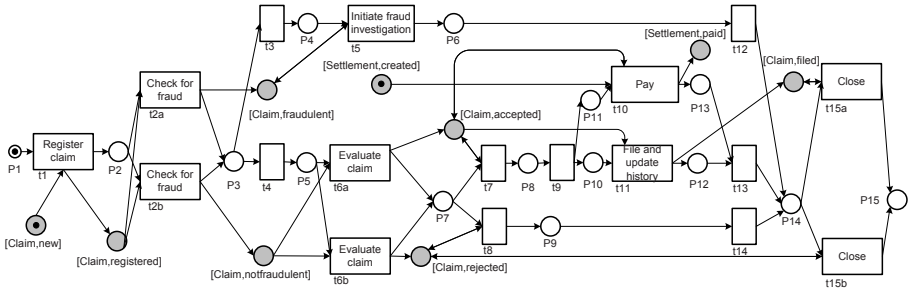 t3
P4
Initiate fraud
investigation
t5
P6
t12
[Settlement,paid]
[Settlement,created]
[Claim,filed]
Check for
fraud
t2a
[Claim,fraudulent]
Pay
t10
P13
Close
t15a
P11
[Claim,accepted]
Register
claim
P1
t1
P2
Check for
fraud
t2b
P3
t4
P5
Evaluate
claim
t6a
t7
P8
t9
P10
File and
update
history
t11
P12
t13
P7
P14
P15
[Claim,new]
[Claim,registered]
[Claim,notfraudulent]
Evaluate
claim
t6b
[Claim,rejected]
t8
P9
t14
Close
t15b